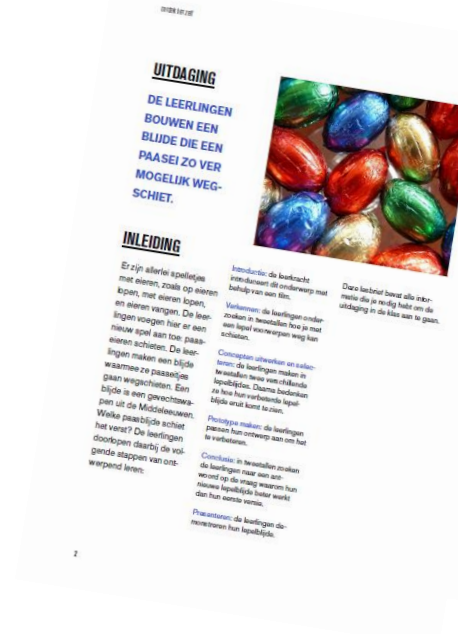 UITDAGING
DE LEERLINGEN
BOUWEN EEN
BLIJDE DIE EEN
PAASEI ZO VER
MOGELIJK WEG-
SCHIET.
INLEIDING
Er zijn allerlei spelletjes
met eieren, zoals op eieren
lopen, met eieren lopen,
en eieren vangen. De leer-
lingen voegen hier er een
nieuw spel aan toe: paas-
eieren schieten. De leer-
lingen maken een blijde
waarmee ze paaseitjes
gaan wegschieten. Een
blijde is een gevechtswa-
pen uit de Middeleeuwen.
Welke paasblijde schiet
het verst? De leerlingen
doorlopen daarbij de vol-
gende stappen van ont-
werpend leren:
Introductie: de leerkracht
introduceert dit onderwerp met
behulp van een film.
Verkennen: de leerlingen onder-
zoeken in tweetallen hoe je met
een lepel voorwerpen weg kan
schieten.
Concepten uitwerken en selec-
teren: de leerlingen maken in
tweetallen twee verschillende
lepelblijdes. Daarna bedenken
ze hoe hun verbeterde lepel-
blijde eruit komt te zien.
Prototype maken: de leerlingen
passen hun ontwerp aan om het
te verbeteren.
Conclusie: in tweetallen zoeken
de leerlingen naar een ant-
woord op de vraag waarom hun
nieuwe lepelblijde beter werkt
dan hun eerste versie.
Presenteren: de leerlingen de-
monstreren hun lepelblijde.
Deze lesbrief bevat alle infor-
matie die je nodig hebt om de
uitdaging in de klas aan te gaan.
2